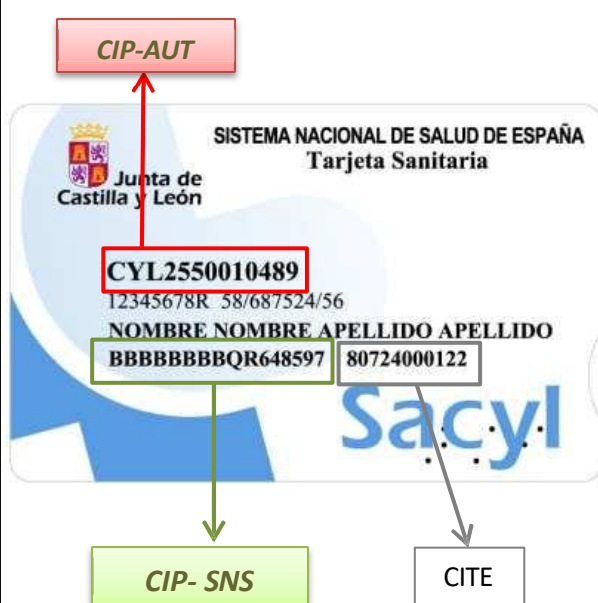 CIP-AUT
SISTEMA NACIONAL DE SALUD DE ESPAÑA
Tarjeta Sanitaria
Junta de
Castilla y León
CYL2550010489
12345678R 58/687524/56
NOMBRE NOMBRE APELLIDO APELLIDO
BBBBBBBBQR648597 80724000122
Sacyl
CIP- SNS
CITE